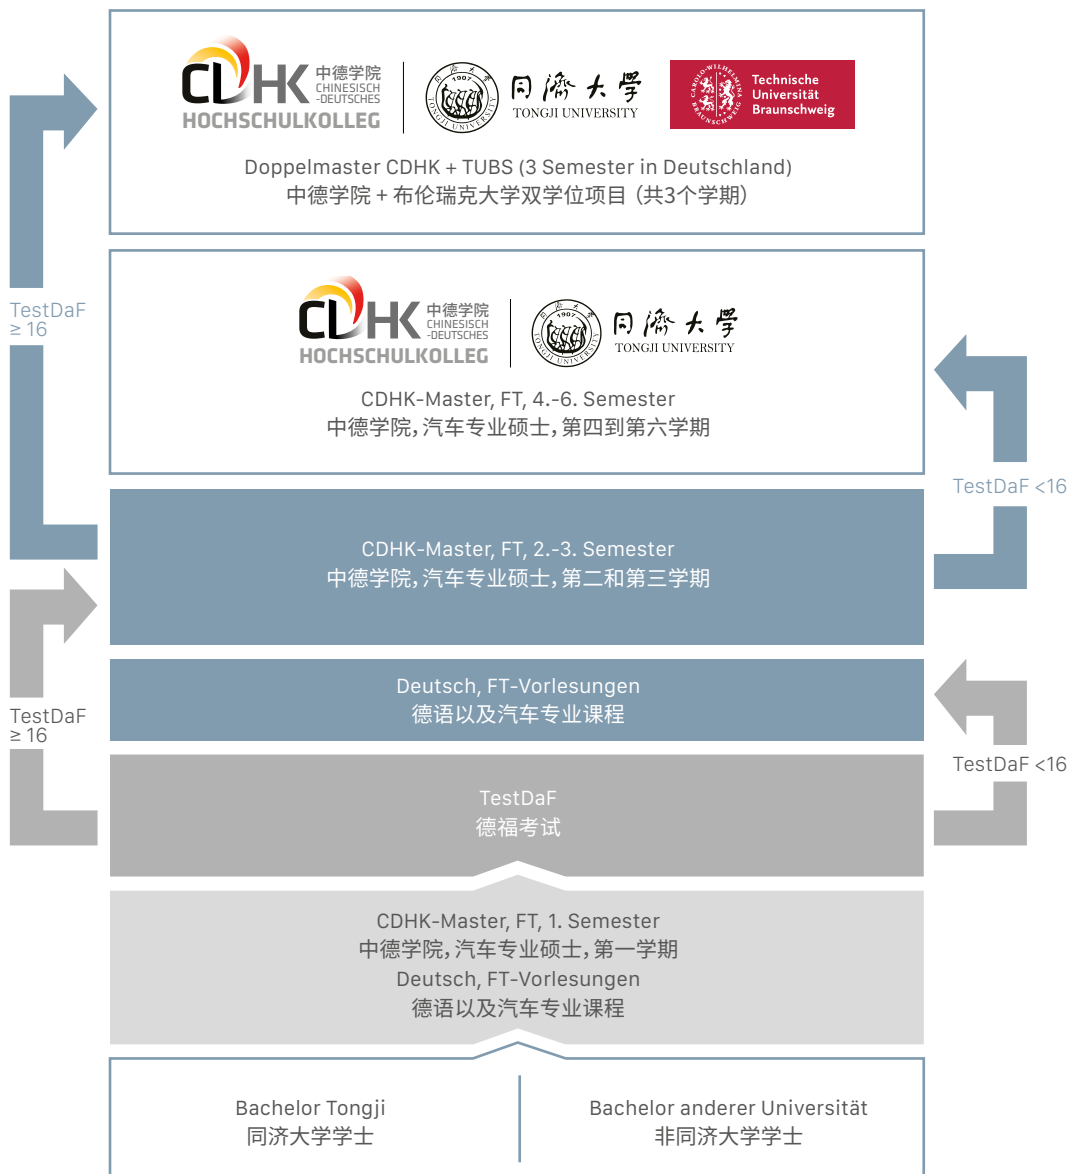 CDHK 中德学院
CHINESISCH
-DEUTSCHES
HOCHSCHULKOLLEG
1907
TONGJI UNIVERSITY
同濟大學
TONGJI UNIVERSITY
CAROLO-WILHELMINA
BRAUNSCHWEIG
Technische
Universität
Braunschweig
Doppelmaster CDHK + TUBS (3 Semester in Deutschland)
中德学院 + 布伦瑞克大学双学位项目（共3个学期）
TestDaF
≥ 16
CDHK 中德学院
CHINESISCH
-DEUTSCHES
HOCHSCHULKOLLEG
1907
TONGJI UNIVERSITY
同濟大學
TONGJI UNIVERSITY
CDHK-Master, FT, 4.-6. Semester
中德学院，汽车专业硕士，第四到第六学期
TestDaF <16
CDHK-Master, FT, 2.-3. Semester
中德学院，汽车专业硕士，第二和第三学期
Deutsch, FT-Vorlesungen
德语以及汽车专业课程
TestDaF
≥ 16
TestDaF <16
TestDaF
德福考试
CDHK-Master, FT, 1. Semester
中德学院，汽车专业硕士，第一学期
Deutsch, FT-Vorlesungen
德语以及汽车专业课程
Bachelor Tongji
同济大学学士
Bachelor anderer Universität
非同济大学学士